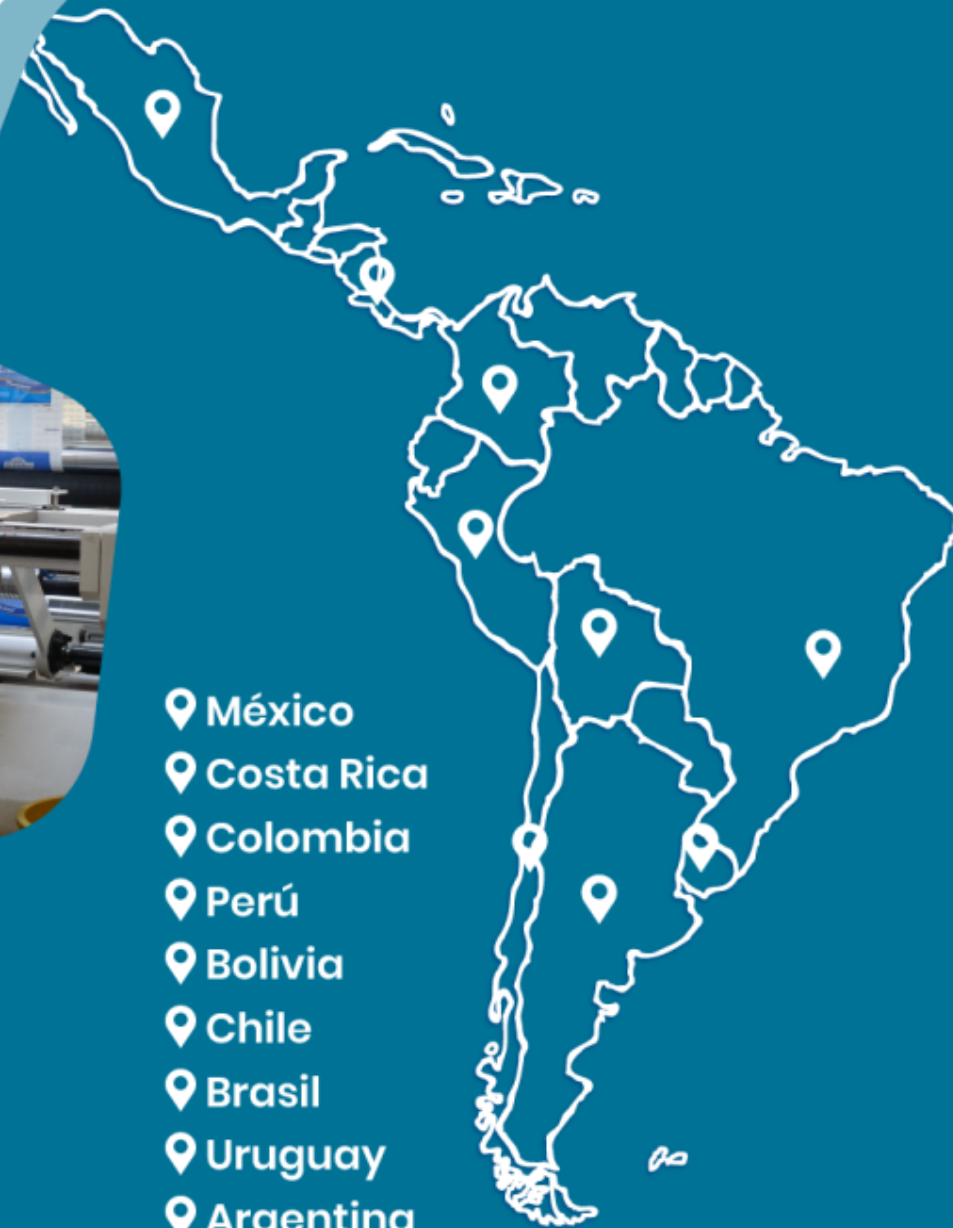 México
Costa Rica
Colombia
Perú
Bolivia
Chile
Brasil
Uruguay
Argentina